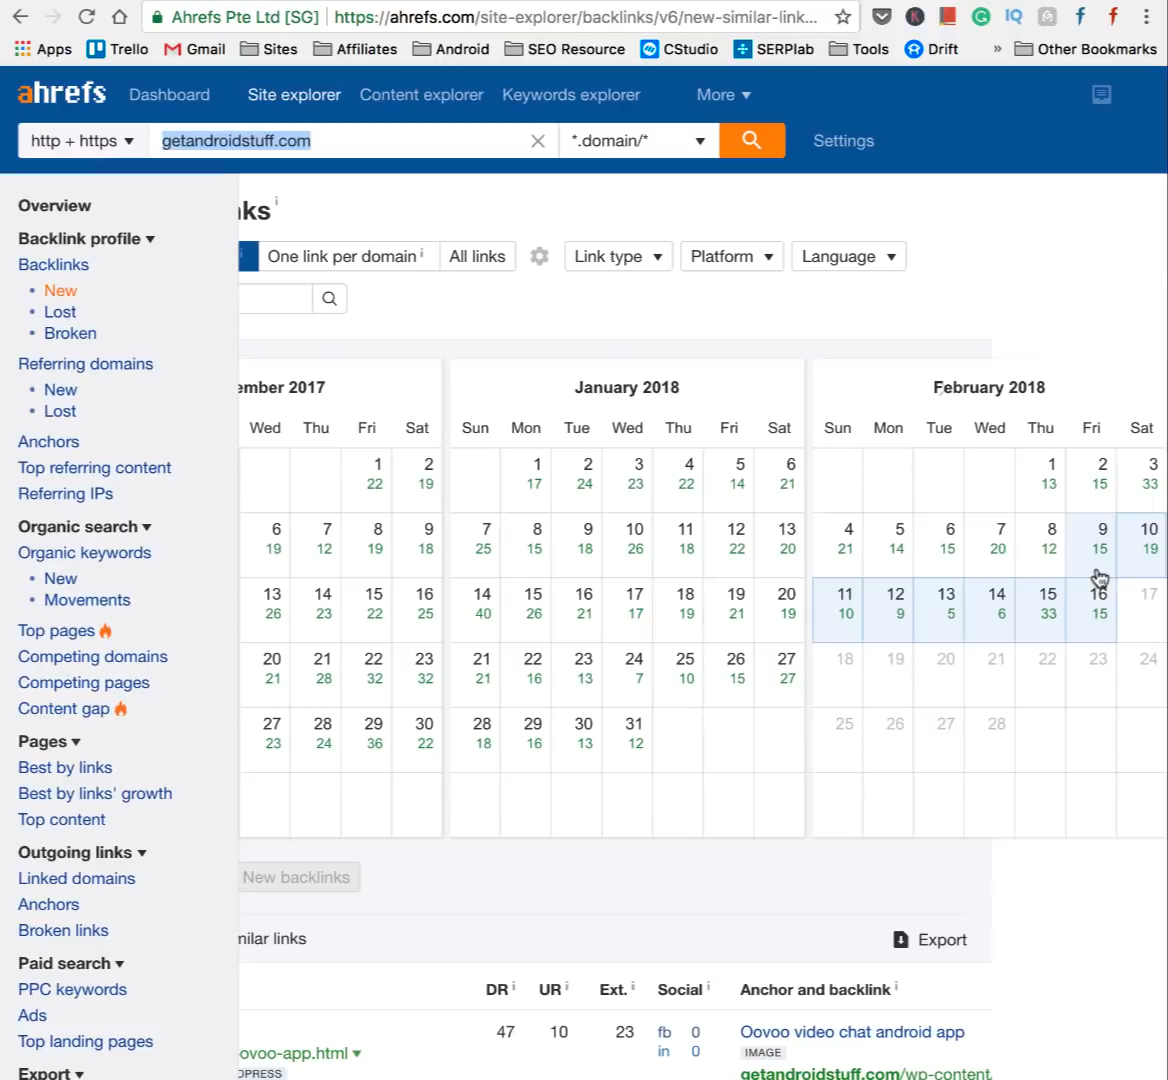 Ahrefs Pte Ltd [SG] https://ahrefs.com/site-explorer/backlinks/v6/new-similar-link...
Apps Trello Gmail Sites Affiliates Android SEO Resource CStudio SERPlab Tools Drift » Other Bookmarks
ahrefs Dashboard Site explorer Content explorer Keywords explorer More
http + https getandroidstuff.com *.domain/* Settings
Overview
Backlink profile
Backlinks
• New
• Lost
• Broken
Referring domains
• New
• Lost
Anchors
Top referring content
Referring IPs
Organic search
Organic keywords
• New
• Movements
Top pages
Competing domains
Competing pages
Content gap
Pages
Best by links
Best by links' growth
Top content
Outgoing links
Linked domains
Anchors
Broken links
Paid search
PPC keywords
Ads
Top landing pages
Export
nks i
i One link per domain i All links Link type Platform Language
ember 2017
Wed Thu Fri Sat
1 2
22 19
6 7 8 9
19 12 19 18
13 14 15 16
26 23 22 25
20 21 22 23
21 28 32 32
27 28 29 30
23 24 36 22
January 2018
Sun Mon Tue Wed Thu Fri Sat
1 2 3 4 5 6
17 24 23 22 14 21
7 8 9 10 11 12 13
25 15 18 26 18 22 20
14 15 16 17 18 19 20
40 26 21 17 19 21 19
21 22 23 24 25 26 27
21 16 13 7 10 15 27
28 29 30 31
18 16 13 12
February 2018
Sun Mon Tue Wed Thu Fri Sat
1 2 3
13 15 33
4 5 6 7 8 9 10
21 14 15 20 12 15 19
11 12 13 14 15 16 17
10 9 5 6 33 15
18 19 20 21 22 23 24
25 26 27 28
New backlinks
milar links Export
DR i UR i Ext. i Social i Anchor and backlink i
47 10 23 fb 0 Oovoo video chat android app
-ovoo-app.html in 0 IMAGE
OPRESS getandroidstuff.com/wp-content